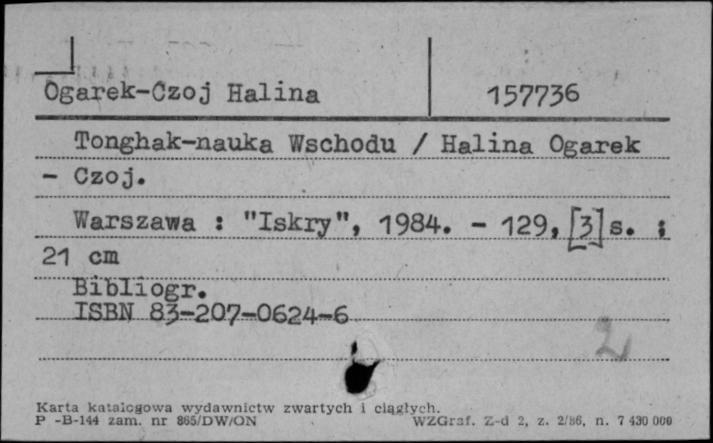 Ogarek-Czoj Halina 157736
Tonghak-nauka Wschodu / Halina Ogarek
- Czoj.
Warszawa : "Iskry", 1984. - 129, [3] s. ;
21 cm
Bibliogr.
ISBN 83-207-0624-6
2
Karta katalogowa wydawnictw zwartych i ciągłych.
P -B-144 zam. nr 865/DW/ON WZGraf. Z-d 2, z. 2/86, n. 7 430 000